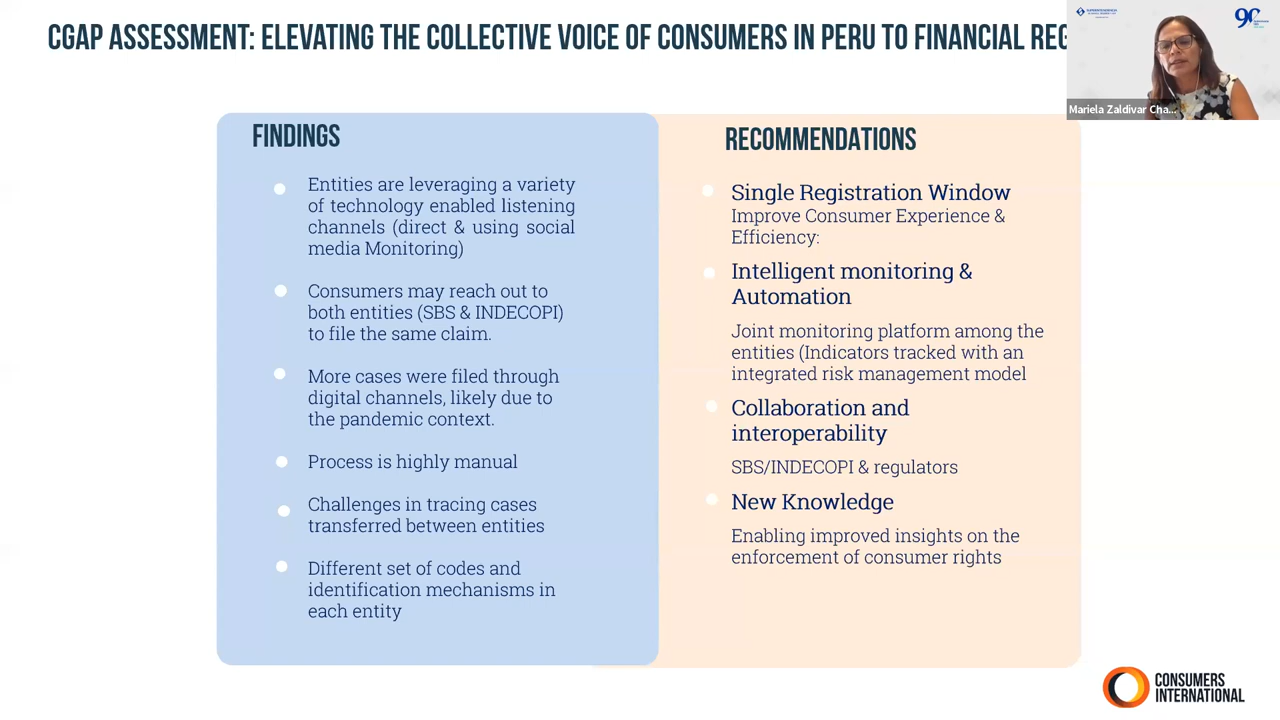 CGAP ASSESSMENT: ELEVATING THE COLLECTIVE VOICE OF CONSUMERS IN PERU TO FINANCIAL REG
Mariela Zaldivar Cha...
FINDINGS
Entities are leveraging a variety
of technology enabled listening
channels (direct & using social
media Monitoring)
Consumers may reach out to
both entities (SBS & INDECOPI)
to file the same claim.
More cases were filed through
digital channels, likely due to
the pandemic context.
Process is highly manual
Challenges in tracing cases
transferred between entities
Different set of codes and
identification mechanisms in
each entity
RECOMMENDATIONS
Single Registration Window
Improve Consumer Experience &
Efficiency:
Intelligent monitoring &
Automation
Joint monitoring platform among the
entities (Indicators tracked with an
integrated risk management model
Collaboration and
interoperability
SBS/INDECOPI & regulators
New Knowledge
Enabling improved insights on the
enforcement of consumer rights
CONSUMERS
INTERNATIONAL